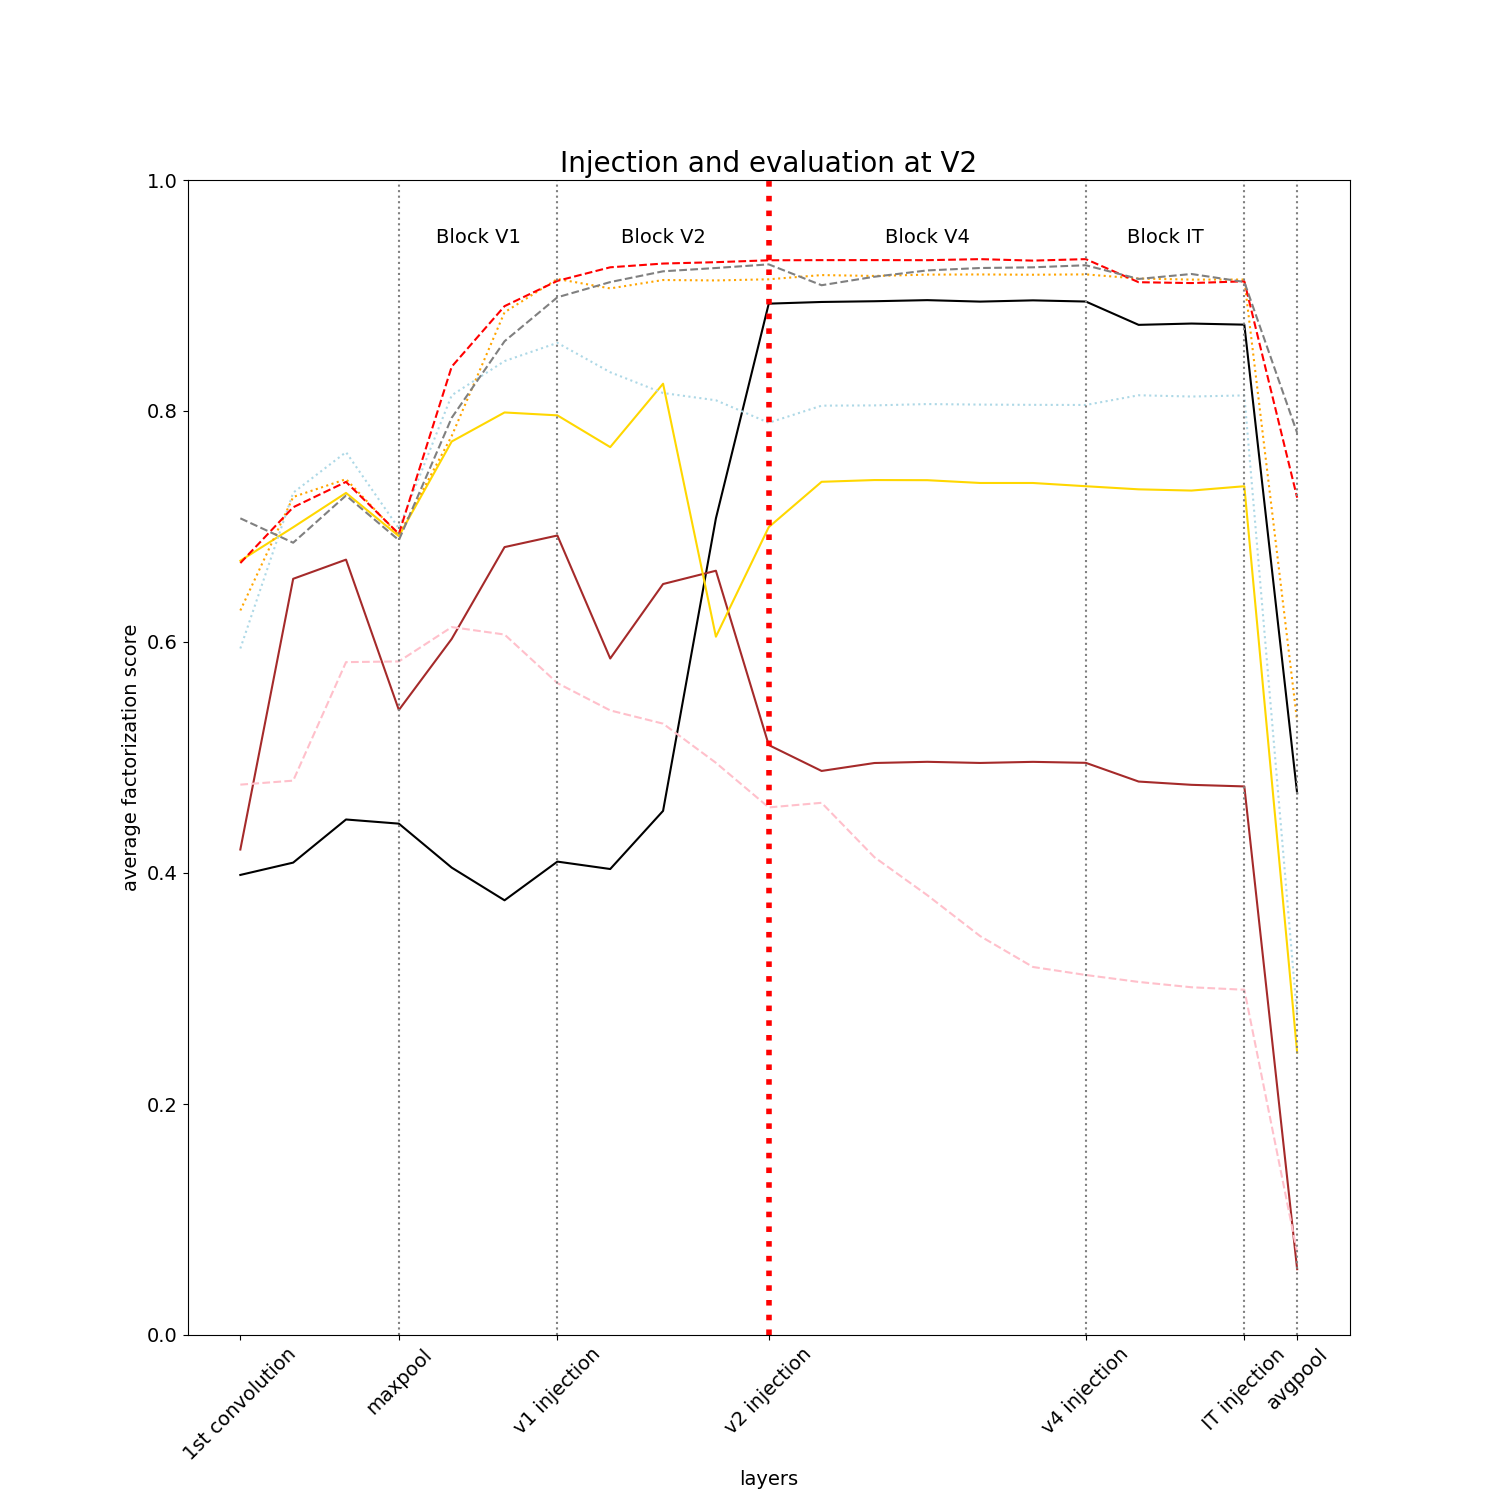 Injection and evaluation at V2
1.0
Block V1
Block V2
Block V4
Block IT
0.8
0.6
average factorization score
0.4
0.2
0.0
1st convolution
maxpool
v1 injection
v2 injection
v4 injection
IT injection
avgpool
layers